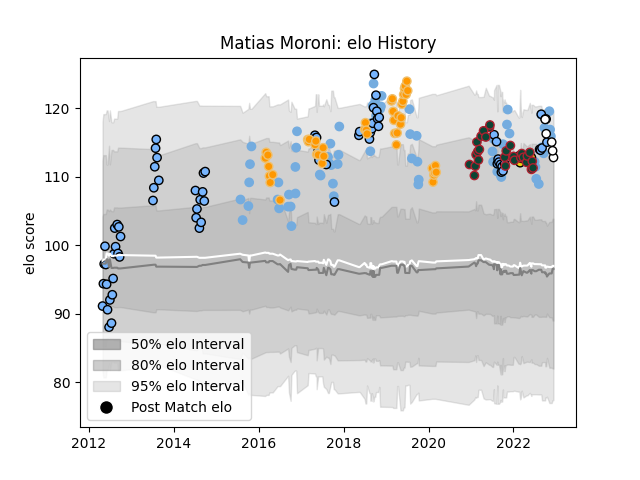 Matias Moroni: elo History
elo score
120
110
100
90
80
50% elo Interval
80% elo Interval
95% elo Interval
Post Match elo
2012 2014 2016 2018 2020 2022